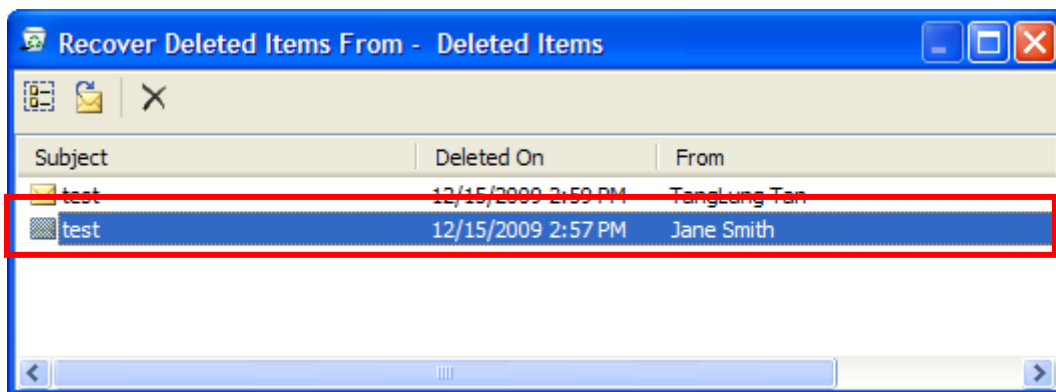 Recover Deleted Items From - Deleted Items
Subject Deleted On From
test 12/15/2009 2:59 PM TangLung Tan
test 12/15/2009 2:57 PM Jane Smith